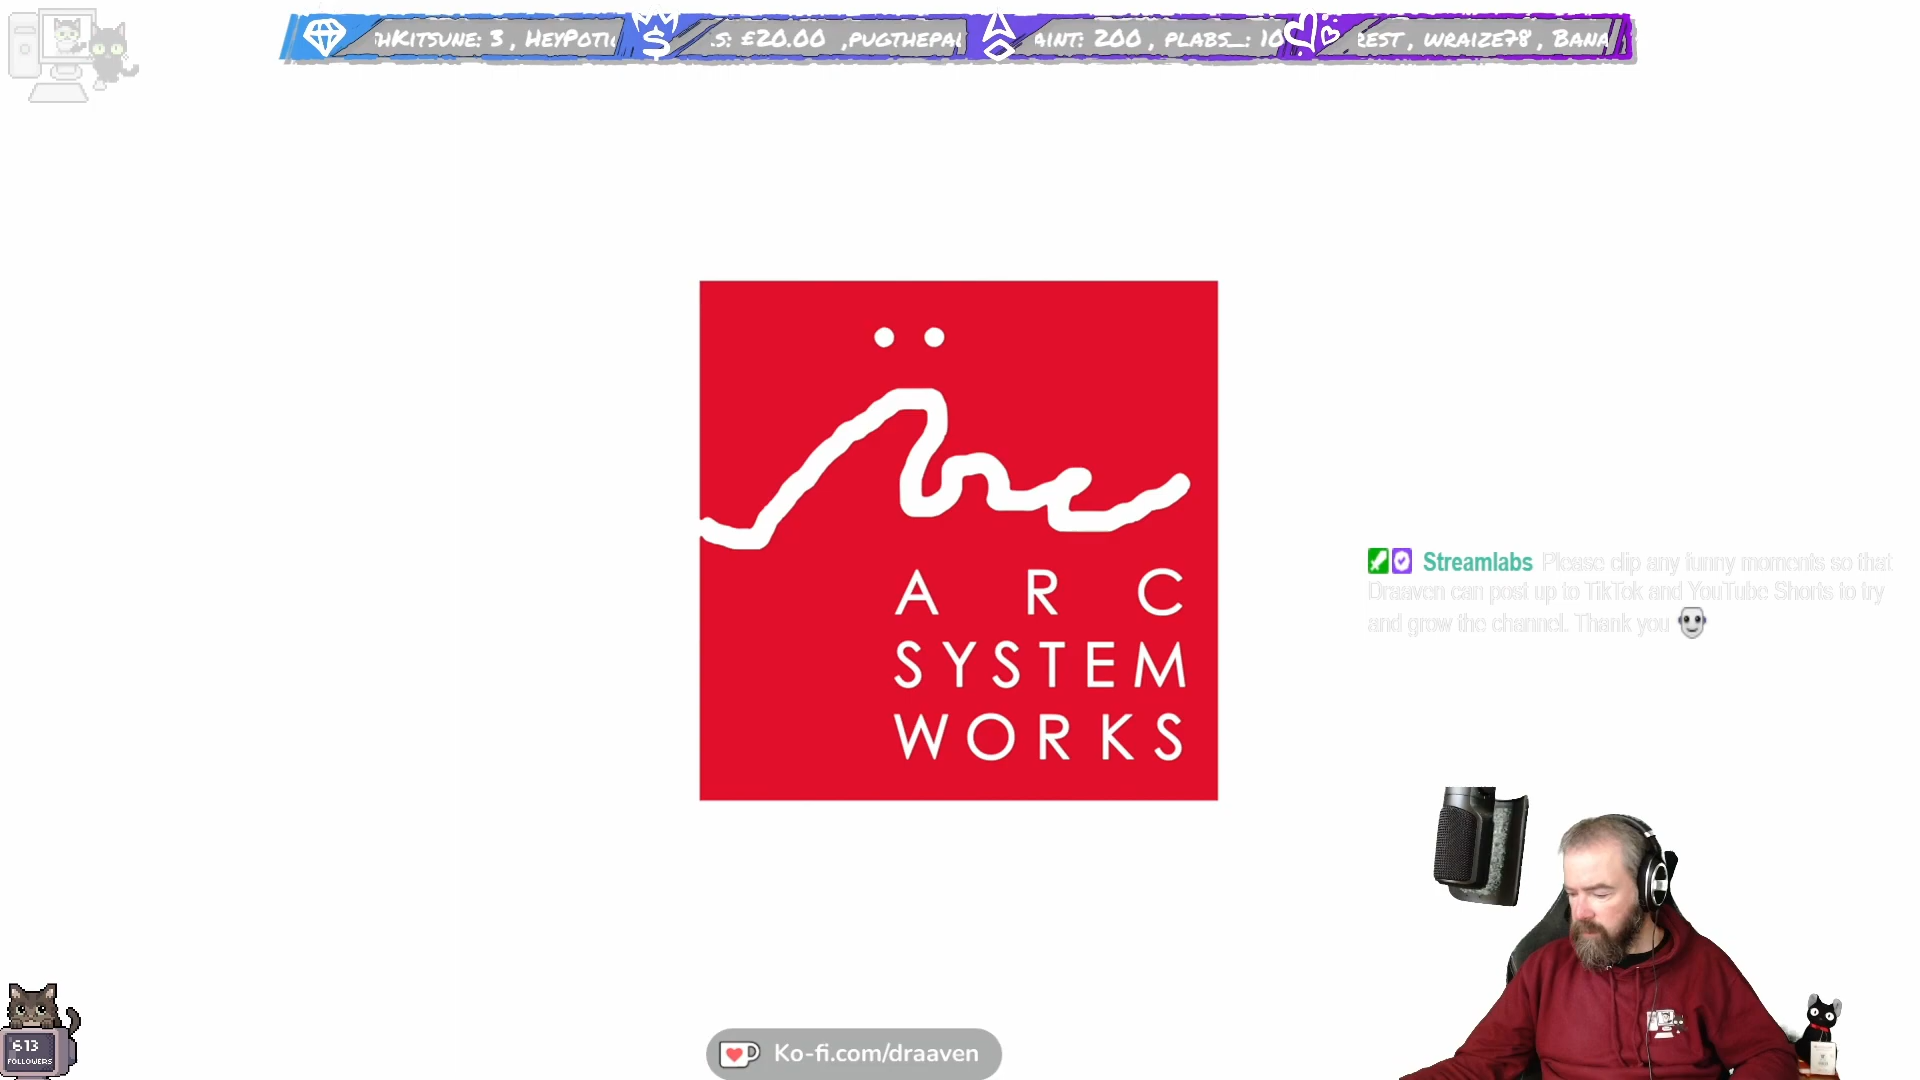 hKitsune: 3 , HeyPoti
.s: £20.00 ,pugthepa
aint: 200 , plabs_: 10
rest , wraize78 , Bana
ARC
SYSTEM
WORKS
Streamlabs Please clip any funny moments so that
Draaven can post up to TikTok and YouTube Shorts to try
and grow the channel. Thank you
613
FOLLOWERS
Ko-fi.com/draaven